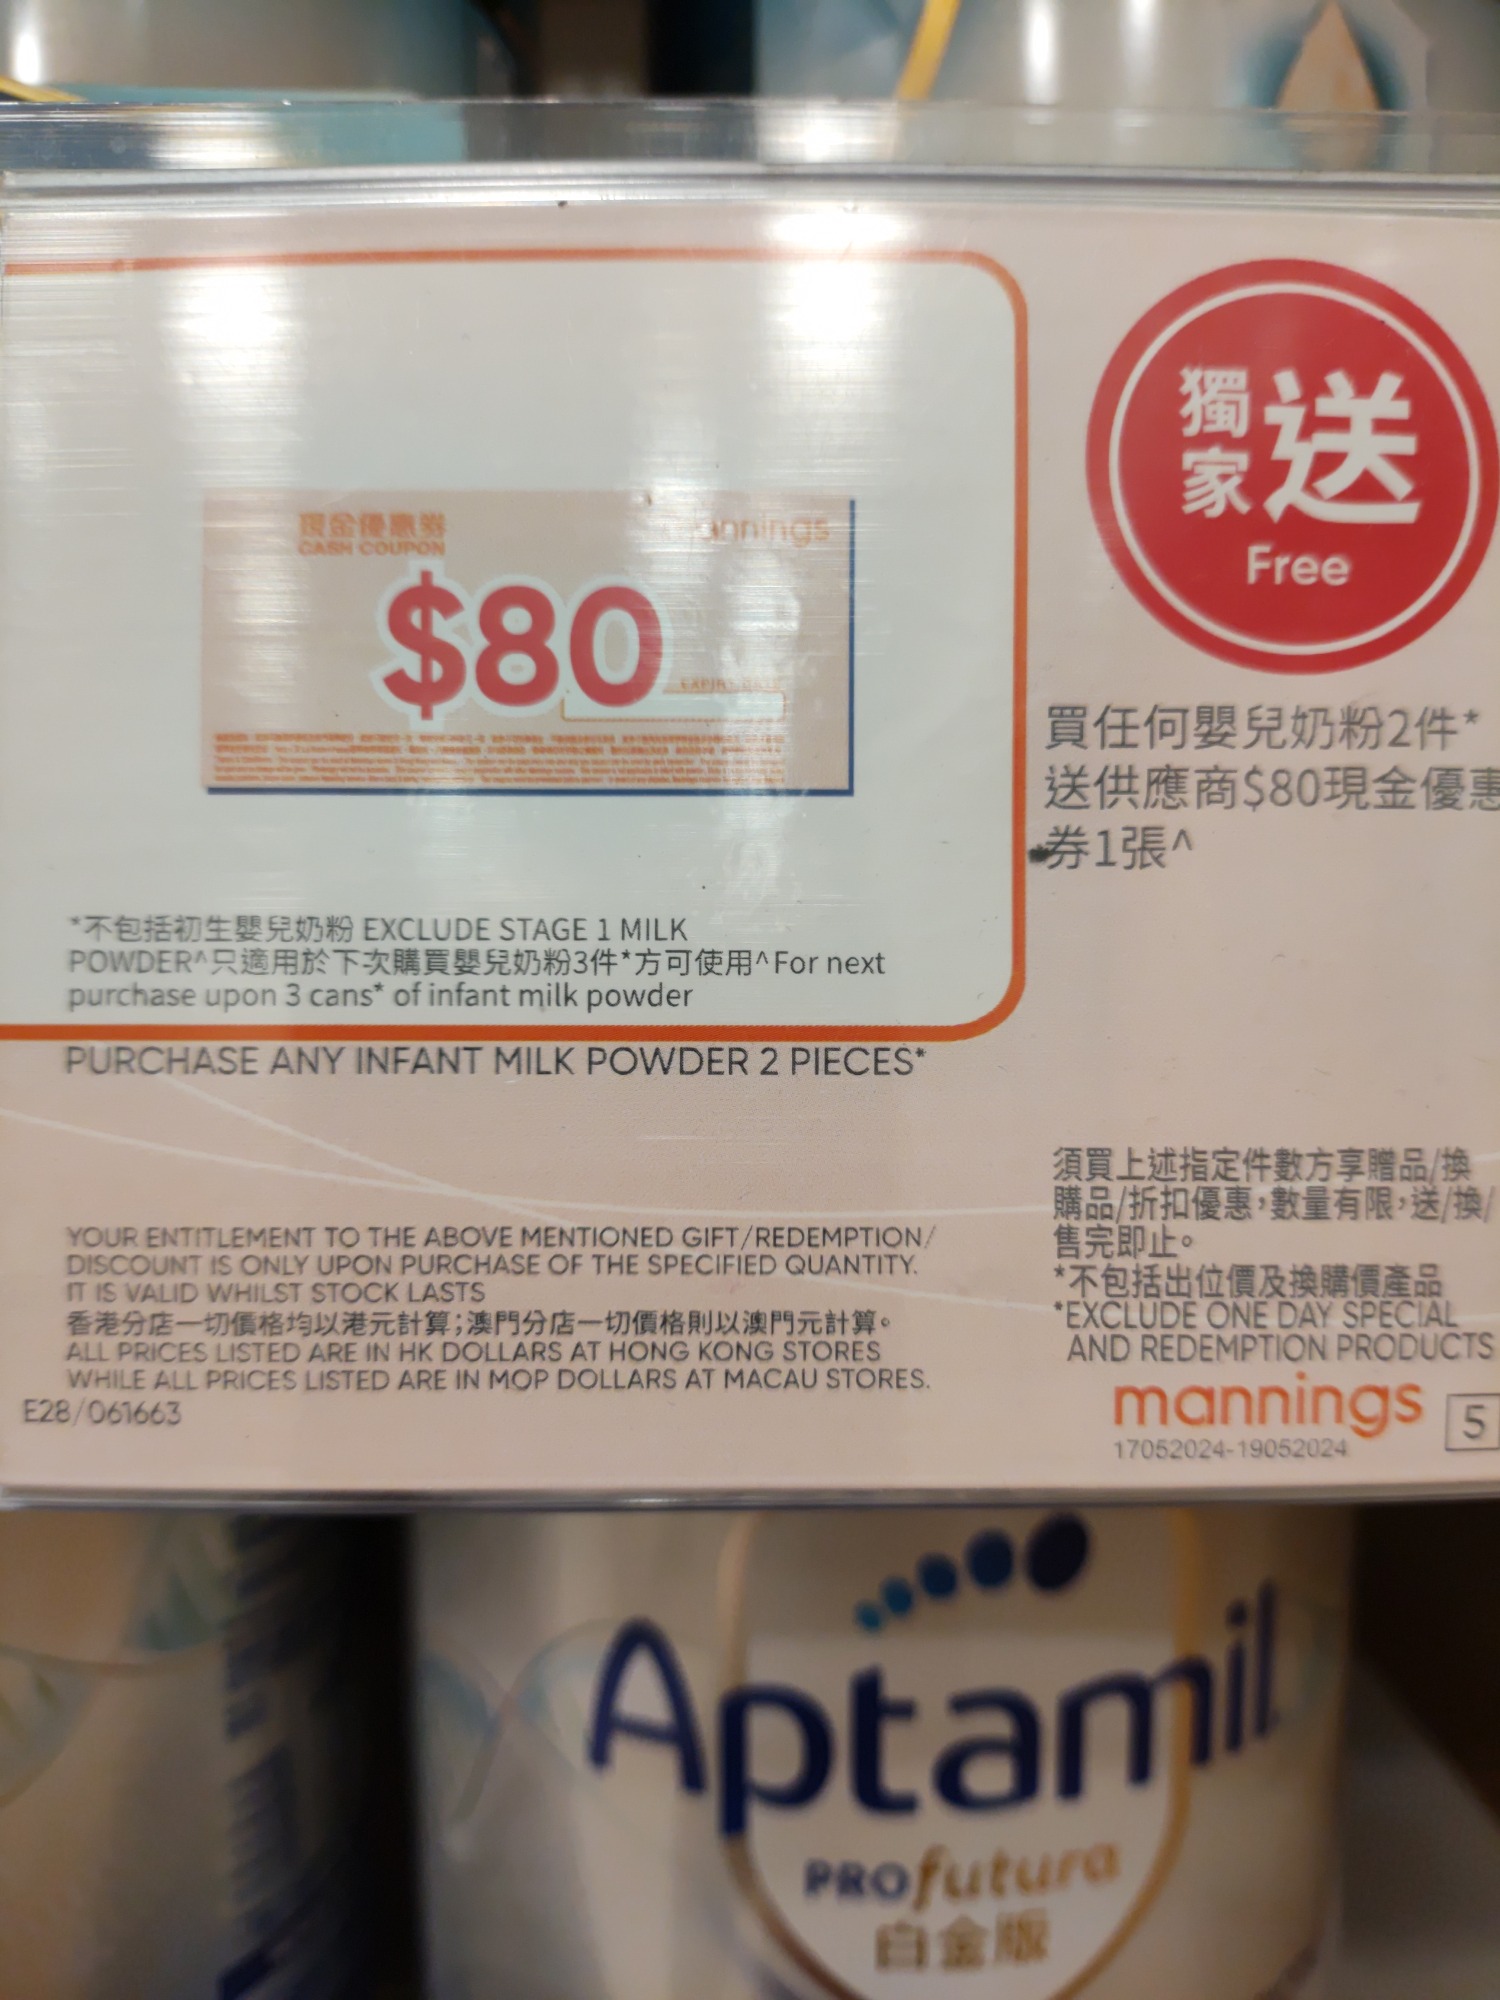 現金優惠券
CASH COUPON
mannings
$80
EXPIRY DATE
獨家送
Free
買任何嬰兒奶粉2件*
送供應商$80現金優惠
券1張^
*不包括初生嬰兒奶粉 EXCLUDE STAGE 1 MILK
POWDER^只適用於下次購買嬰兒奶粉3件*方可使用^For next
purchase upon 3 cans* of infant milk powder
PURCHASE ANY INFANT MILK POWDER 2 PIECES*
須買上述指定件數方享贈品/換
購品/折扣優惠，數量有限，送/換/
售完即止。
*不包括出位價及換購價產品
*EXCLUDE ONE DAY SPECIAL
AND REDEMPTION PRODUCTS
YOUR ENTITLEMENT TO THE ABOVE MENTIONED GIFT/REDEMPTION/
DISCOUNT IS ONLY UPON PURCHASE OF THE SPECIFIED QUANTITY.
IT IS VALID WHILST STOCK LASTS
香港分店一切價格均以港元計算；澳門分店一切價格則以澳門元計算。
ALL PRICES LISTED ARE IN HK DOLLARS AT HONG KONG STORES
WHILE ALL PRICES LISTED ARE IN MOP DOLLARS AT MACAU STORES.
E28/061663
mannings 5
17052024-19052024
Aptamil
PROfutura
白金版